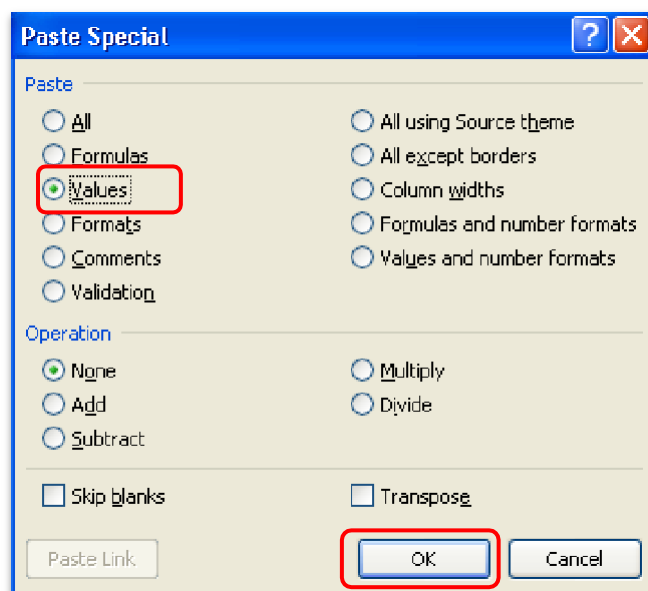 Paste Special
Paste
All
All using Source theme
Formulas
All except borders
Values
Column widths
Formats
Formulas and number formats
Comments
Values and number formats
Validation
Operation
None
Multiply
Add
Divide
Subtract
Skip blanks
Transpose
Paste Link
OK
Cancel